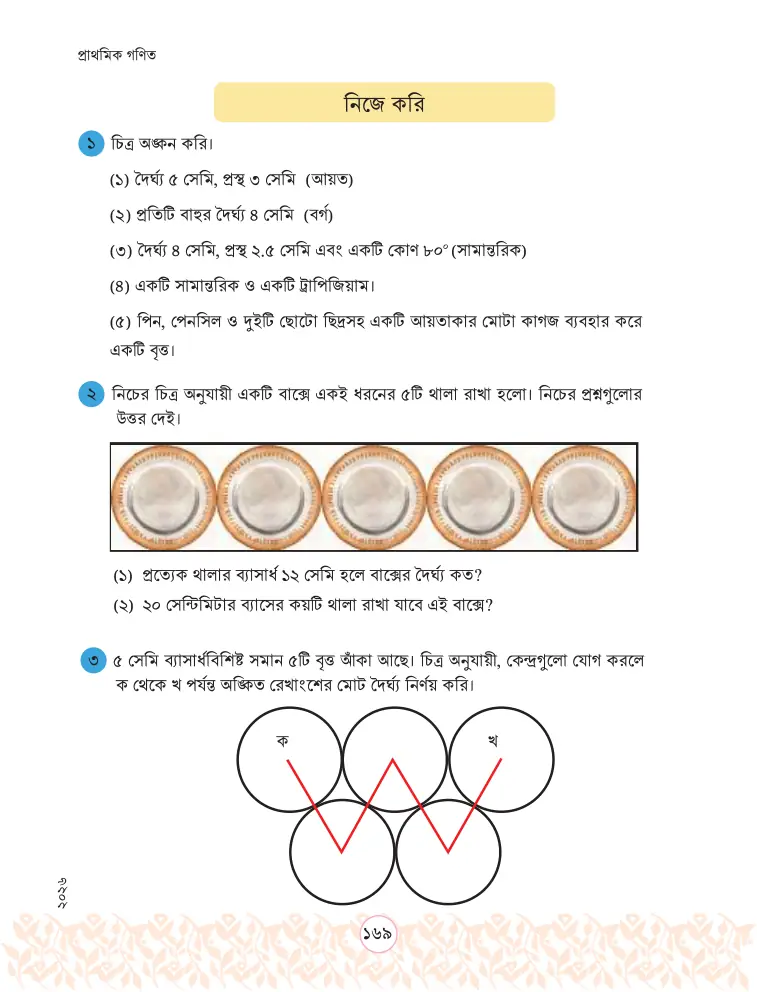 প্রাথমিক গণিত
নিজে করি
১ চিত্র অঙ্কন করি।
(১) দৈর্ঘ্য ৫ সেমি, প্রস্থ ৩ সেমি (আয়ত)
(২) প্রতিটি বাহুর দৈর্ঘ্য ৪ সেমি (বর্গ)
(৩) দৈর্ঘ্য ৪ সেমি, প্রস্থ ২.৫ সেমি এবং একটি কোণ ৮০° (সামান্তরিক)
(৪) একটি সামান্তরিক ও একটি ট্রাপিজিয়াম।
(৫) পিন, পেনসিল ও দুইটি ছোটো ছিদ্রসহ একটি আয়তাকার মোটা কাগজ ব্যবহার করে
একটি বৃত্ত।
২ নিচের চিত্র অনুযায়ী একটি বাক্সে একই ধরনের ৫টি থালা রাখা হলো। নিচের প্রশ্নগুলোর
উত্তর দেই।
(১) প্রত্যেক থালার ব্যাসার্ধ ১২ সেমি হলে বাক্সের দৈর্ঘ্য কত?
(২) ২০ সেন্টিমিটার ব্যাসের কয়টি থালা রাখা যাবে এই বাক্সে?
৩ ৫ সেমি ব্যাসার্ধবিশিষ্ট সমান ৫টি বৃত্ত আঁকা আছে। চিত্র অনুযায়ী, কেন্দ্রগুলো যোগ করলে
ক থেকে খ পর্যন্ত অঙ্কিত রেখাংশের মোট দৈর্ঘ্য নির্ণয় করি।
ক খ
২০২৬
১৬৯